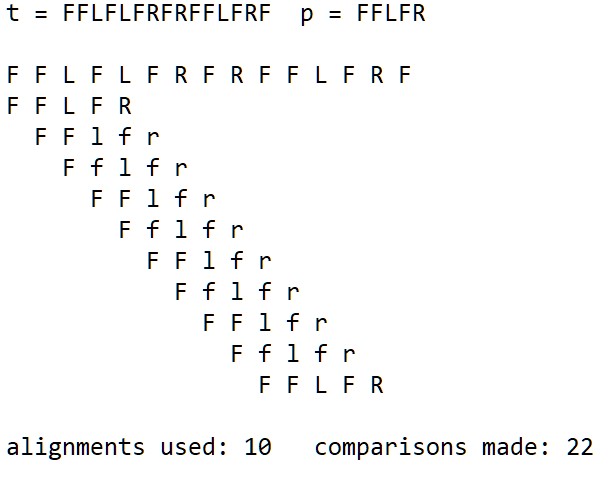 t = FFLFLFRFRFFLFRF  p = FFLFR

F F L F L F R F R F F L F R F
F F L F R
  F F l f r
    F f l f r
      F F l f r
        F f l f r
          F F l f r
            F f l f r
              F F l f r
                F f l f r
                  F F L F R

alignments used: 10   comparisons made: 22